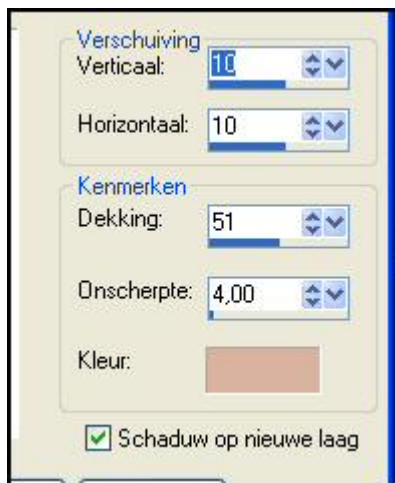 Verschuiving
Verticaal: 10
Horizontaal: 10
Kenmerken
Dekking: 51
Onscherpte: 4,00
Kleur:
Schaduw op nieuwe laag